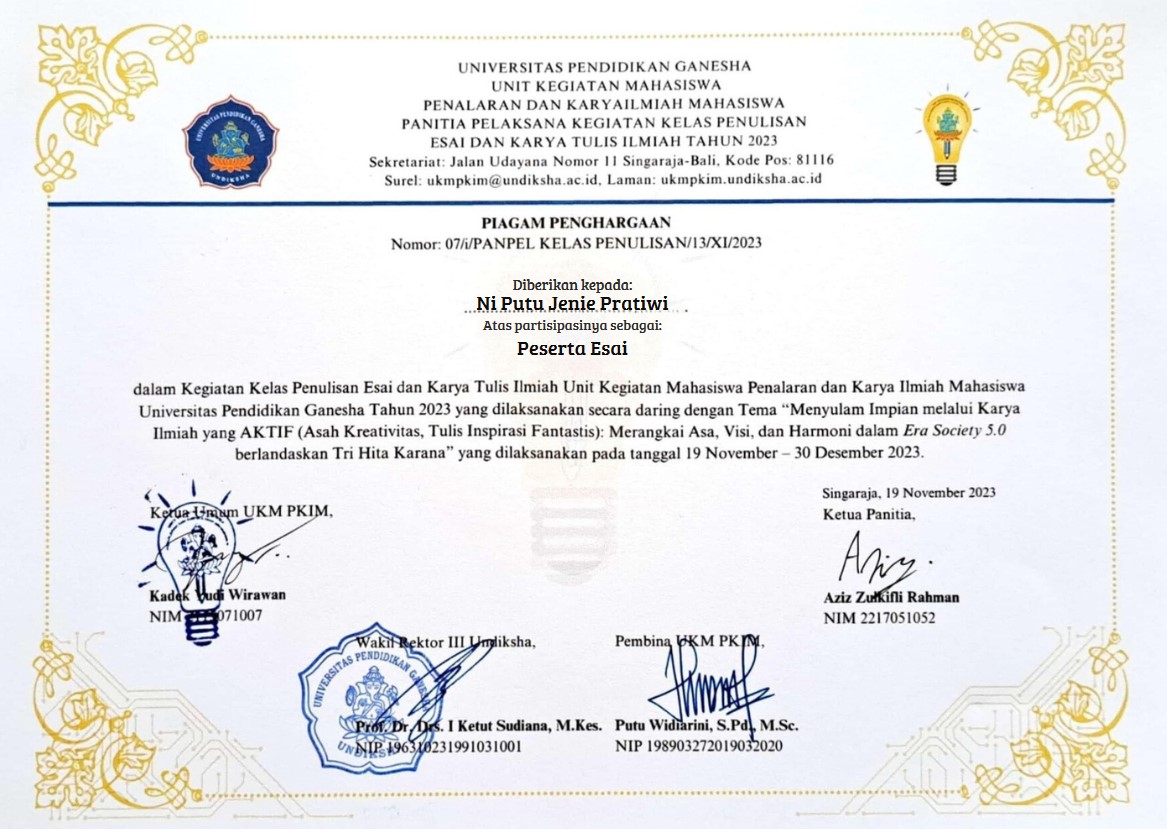 UNIVERSITAS PENDIDIKAN GANESHA
UNIT KEGIATAN MAHASISWA
PENALARAN DAN KARYAILMIAH MAHASISWA
PANITIA PELAKSANA KEGIATAN KELAS PENULISAN
ESAI DAN KARYA TULIS ILMIAH TAHUN 2023
Sekretariat: Jalan Udayana Nomor 11 Singaraja-Bali, Kode Pos: 81116
Surel: ukmpkim@undiksha.ac.id, Laman: ukmpkim.undiksha.ac.id
UNIVERSITAS PENDIDIKAN GANESHA
UNDIKSHA
PIAGAM PENGHARGAAN
Nomor: 07/i/PANPEL KELAS PENULISAN/13/XI/2023
Diberikan kepada:
Ni Putu Jenie Pratiwi
Atas partisipasinya sebagai:
Peserta Esai
dalam Kegiatan Kelas Penulisan Esai dan Karya Tulis Ilmiah Unit Kegiatan Mahasiswa Penalaran dan Karya Ilmiah Mahasiswa
Universitas Pendidikan Ganesha Tahun 2023 yang dilaksanakan secara daring dengan Tema “Menyulam Impian melalui Karya
Ilmiah yang AKTIF (Asah Kreativitas, Tulis Inspirasi Fantastis): Merangkai Asa, Visi, dan Harmoni dalam Era Society 5.0
berlandaskan Tri Hita Karana” yang dilaksanakan pada tanggal 19 November – 30 Desember 2023.
Singaraja, 19 November 2023
Ketua Umum UKM PKIM,
Ketua Panitia,
Kadek Yudi Wirawan
NIM
Aziz
Aziz Zulkifli Rahman
NIM 2217051052
Wakil Rektor III Undiksha,
Pembina UKM PKIM,
UNIVERSITAS PENDIDIKAN GANESHA
UNDIKSHA
Prof. Dr. Drs. I Ketut Sudiana, M.Kes.
NIP 196310231991031001
Putu Widiarini, S.Pd., M.Sc.
NIP 198903272019032020